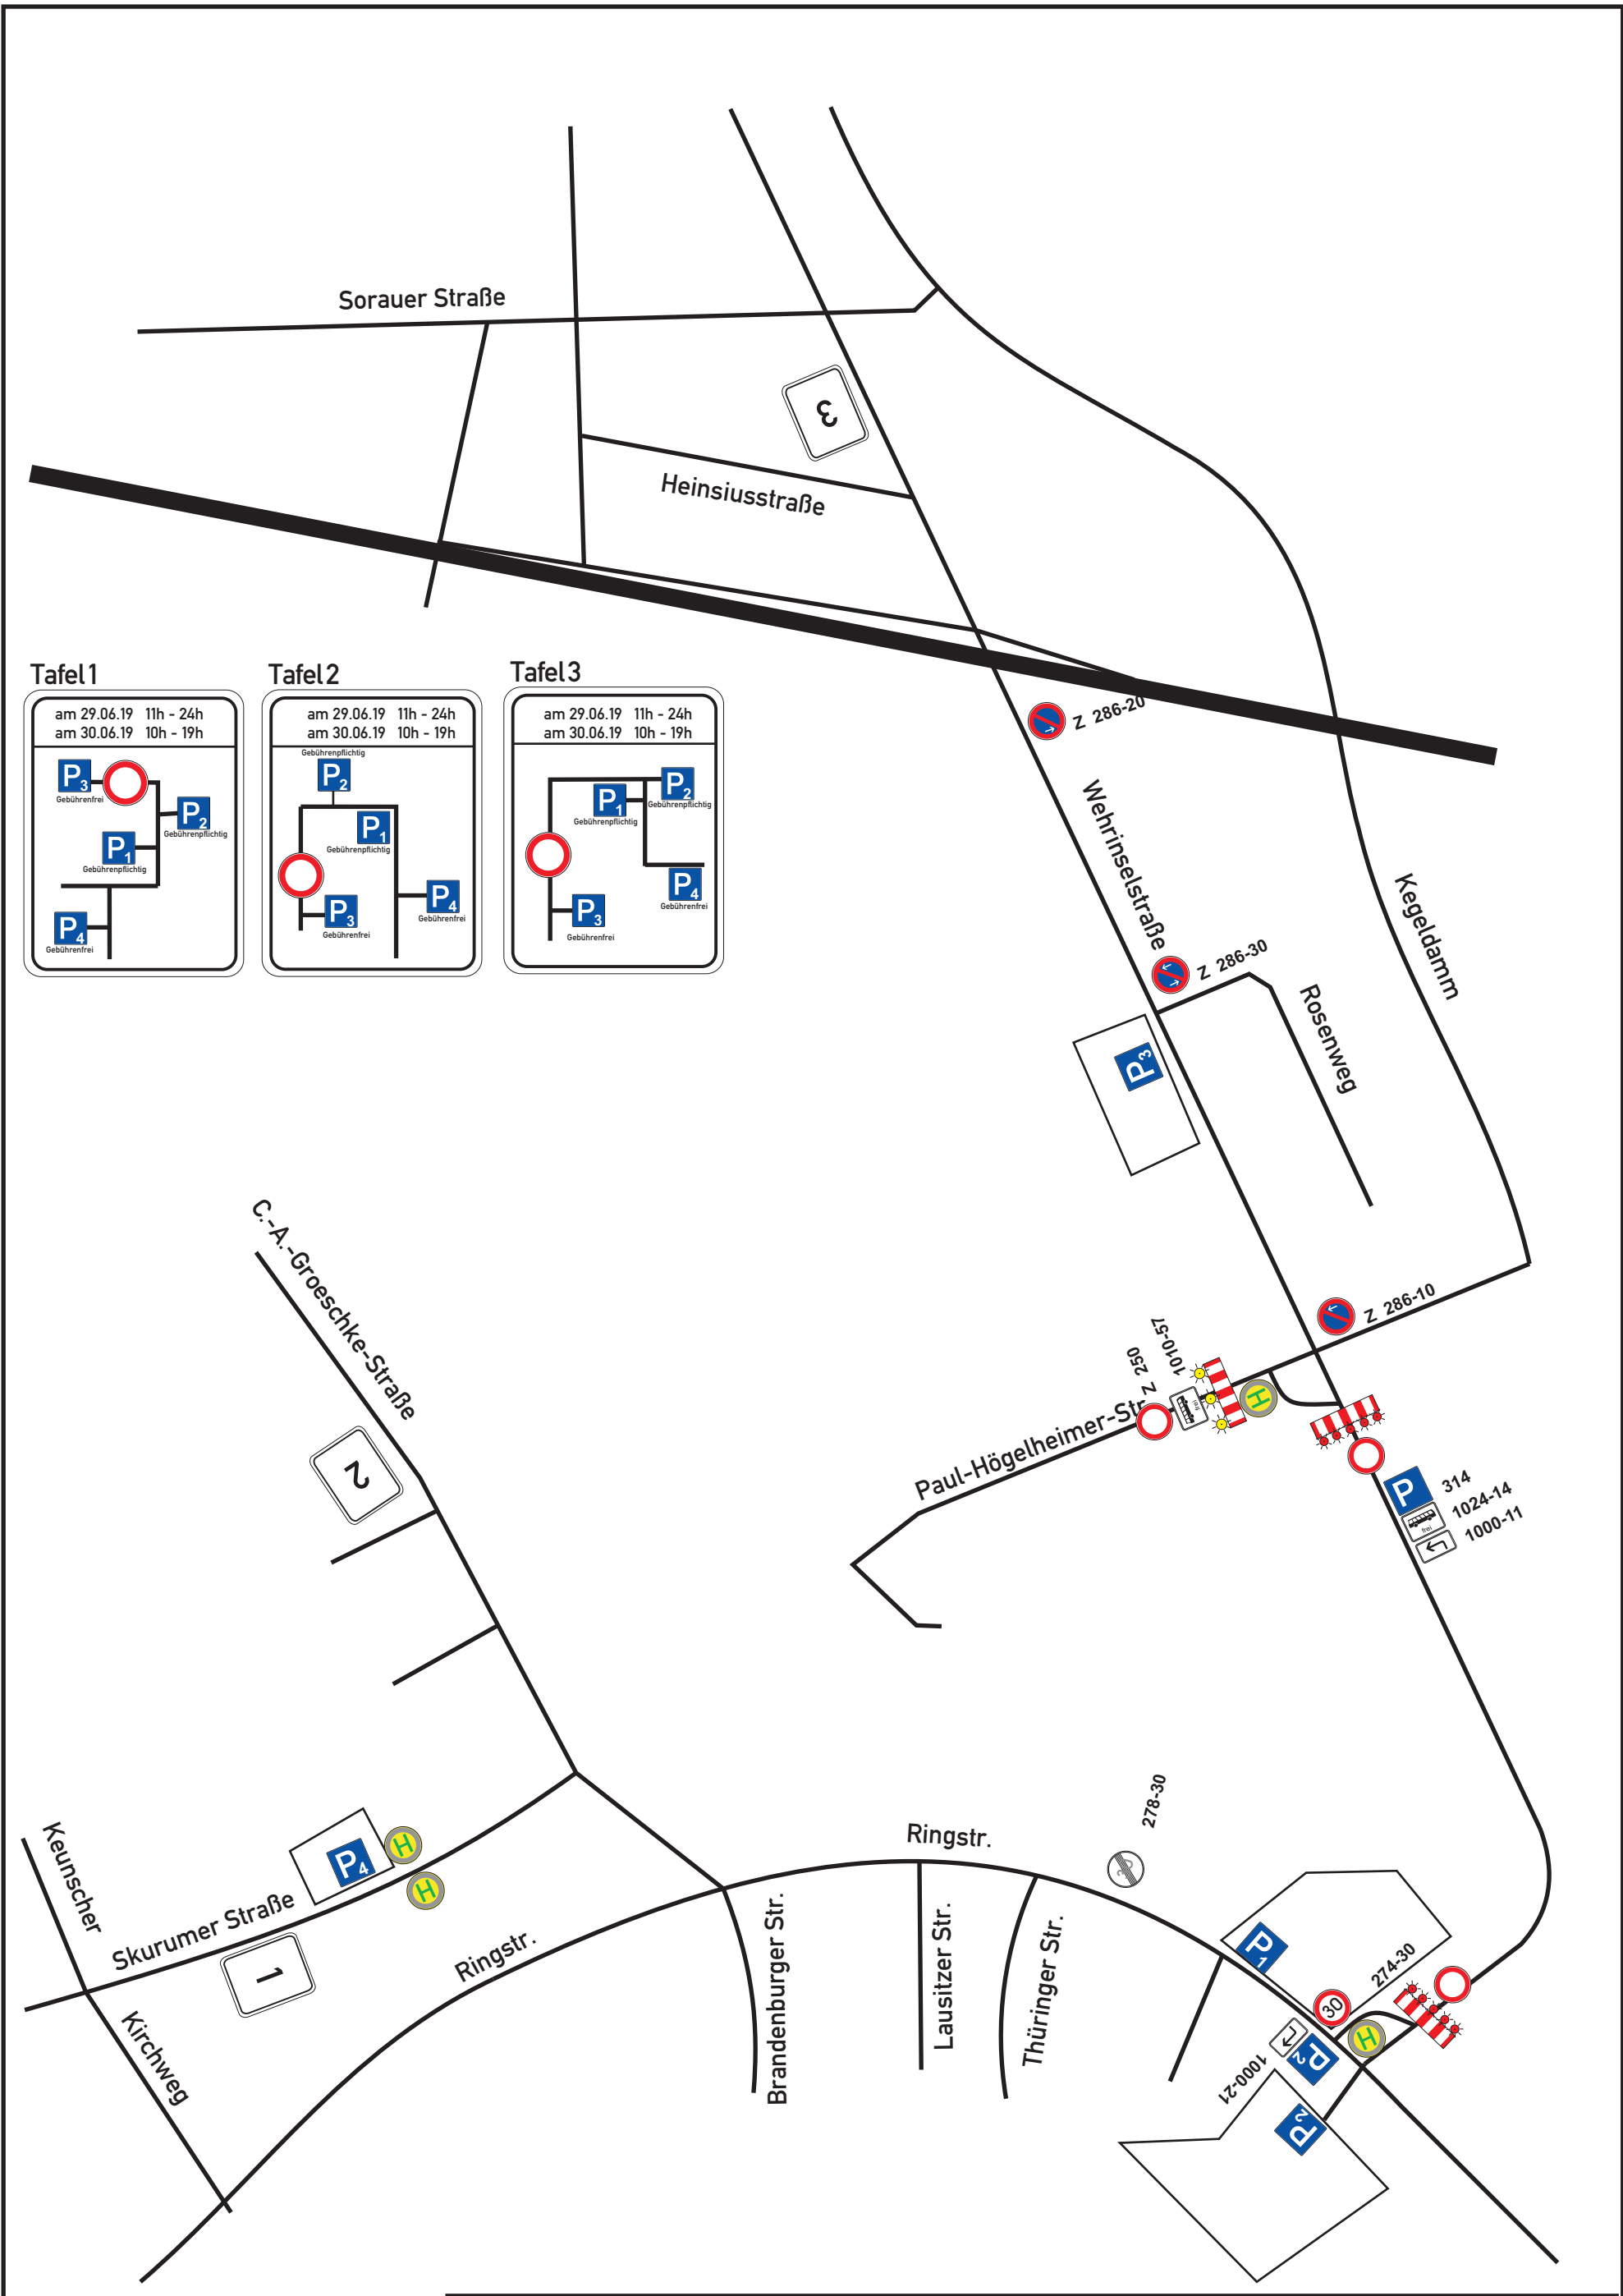 Sorauer Straße
3
Heinsiusstraße
Tafel 1
am 29.06.19 11h - 24h
am 30.06.19 10h - 19h
P3
Gebührenfrei
P2
Gebührenpflichtig
P1
Gebührenpflichtig
P4
Gebührenfrei
Tafel 2
am 29.06.19 11h - 24h
am 30.06.19 10h - 19h
Gebührenpflichtig
P2
P1
Gebührenpflichtig
P4
Gebührenfrei
P3
Gebührenfrei
Tafel 3
am 29.06.19 11h - 24h
am 30.06.19 10h - 19h
P2
Gebührenpflichtig
P1
Gebührenpflichtig
P4
Gebührenfrei
P3
Gebührenfrei
Z 286-20
Wehrinselstraße
Kegeldamm
Z 286-30
Rosenweg
P3
C.-A.-Groeschke-Straße
2
Z 286-10
1010-57
Z 250
frei
H
Paul-Högelheimer-Str.
P
314
1024-14
frei
1000-11
278-30
Ringstr.
Keunscher
P4
H
H
Skurumer Straße
1
Ringstr.
Kirchweg
Brandenburger Str.
Lausitzer Str.
Thüringer Str.
P1
274-30
30
H
P2
1000-21
P2